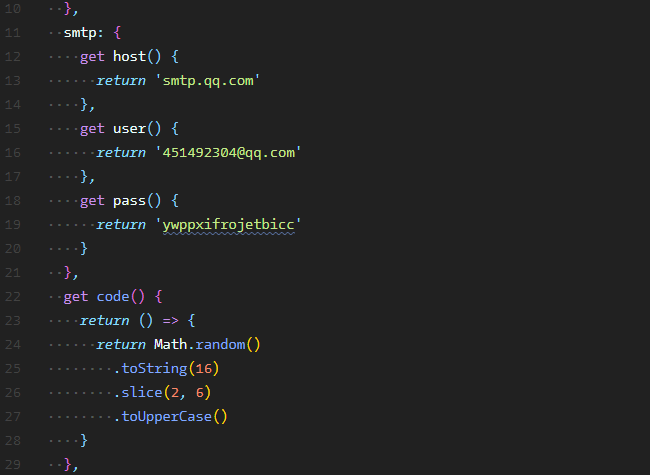 10 },
11 smtp: {
12 get host() {
13 return 'smtp.qq.com'
14 },
15 get user() {
16 return '451492304@qq.com'
17 },
18 get pass() {
19 return 'ywppxifrojetbicc'
20 }
21 },
22 get code() {
23 return () => {
24 return Math.random()
25 .toString(16)
26 .slice(2, 6)
27 .toUpperCase()
28 }
29 },